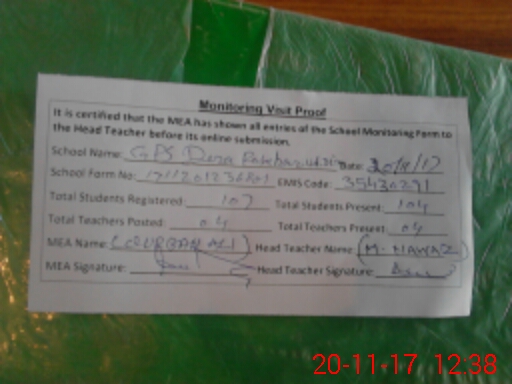 Monitoring Visit Proof
It is certified that the MEA has shown all entries of the School Monitoring Form to
the Head Teacher before its online submission.
School Name: GPS Dera Date: 20/11/17
School Form No: EMIS Code: 35430291
Total Students Registered: 107 Total Students Present: 104
Total Teachers Posted: 04 Total Teachers Present: 04
MEA Name: (QURBAN ALI) Head Teacher Name: (M. NAWAZ)
MEA Signature: Head Teacher Signature:
20-11-17 12:38